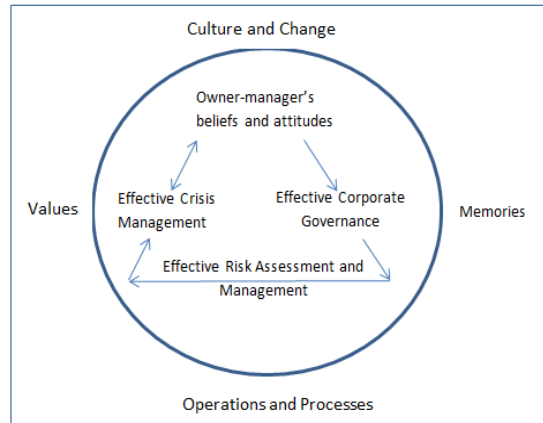 Culture and Change
Owner-manager's
beliefs and attitudes
Values
Effective Crisis
Management
Effective Corporate
Governance
Memories
Effective Risk Assessment and
Management
Operations and Processes